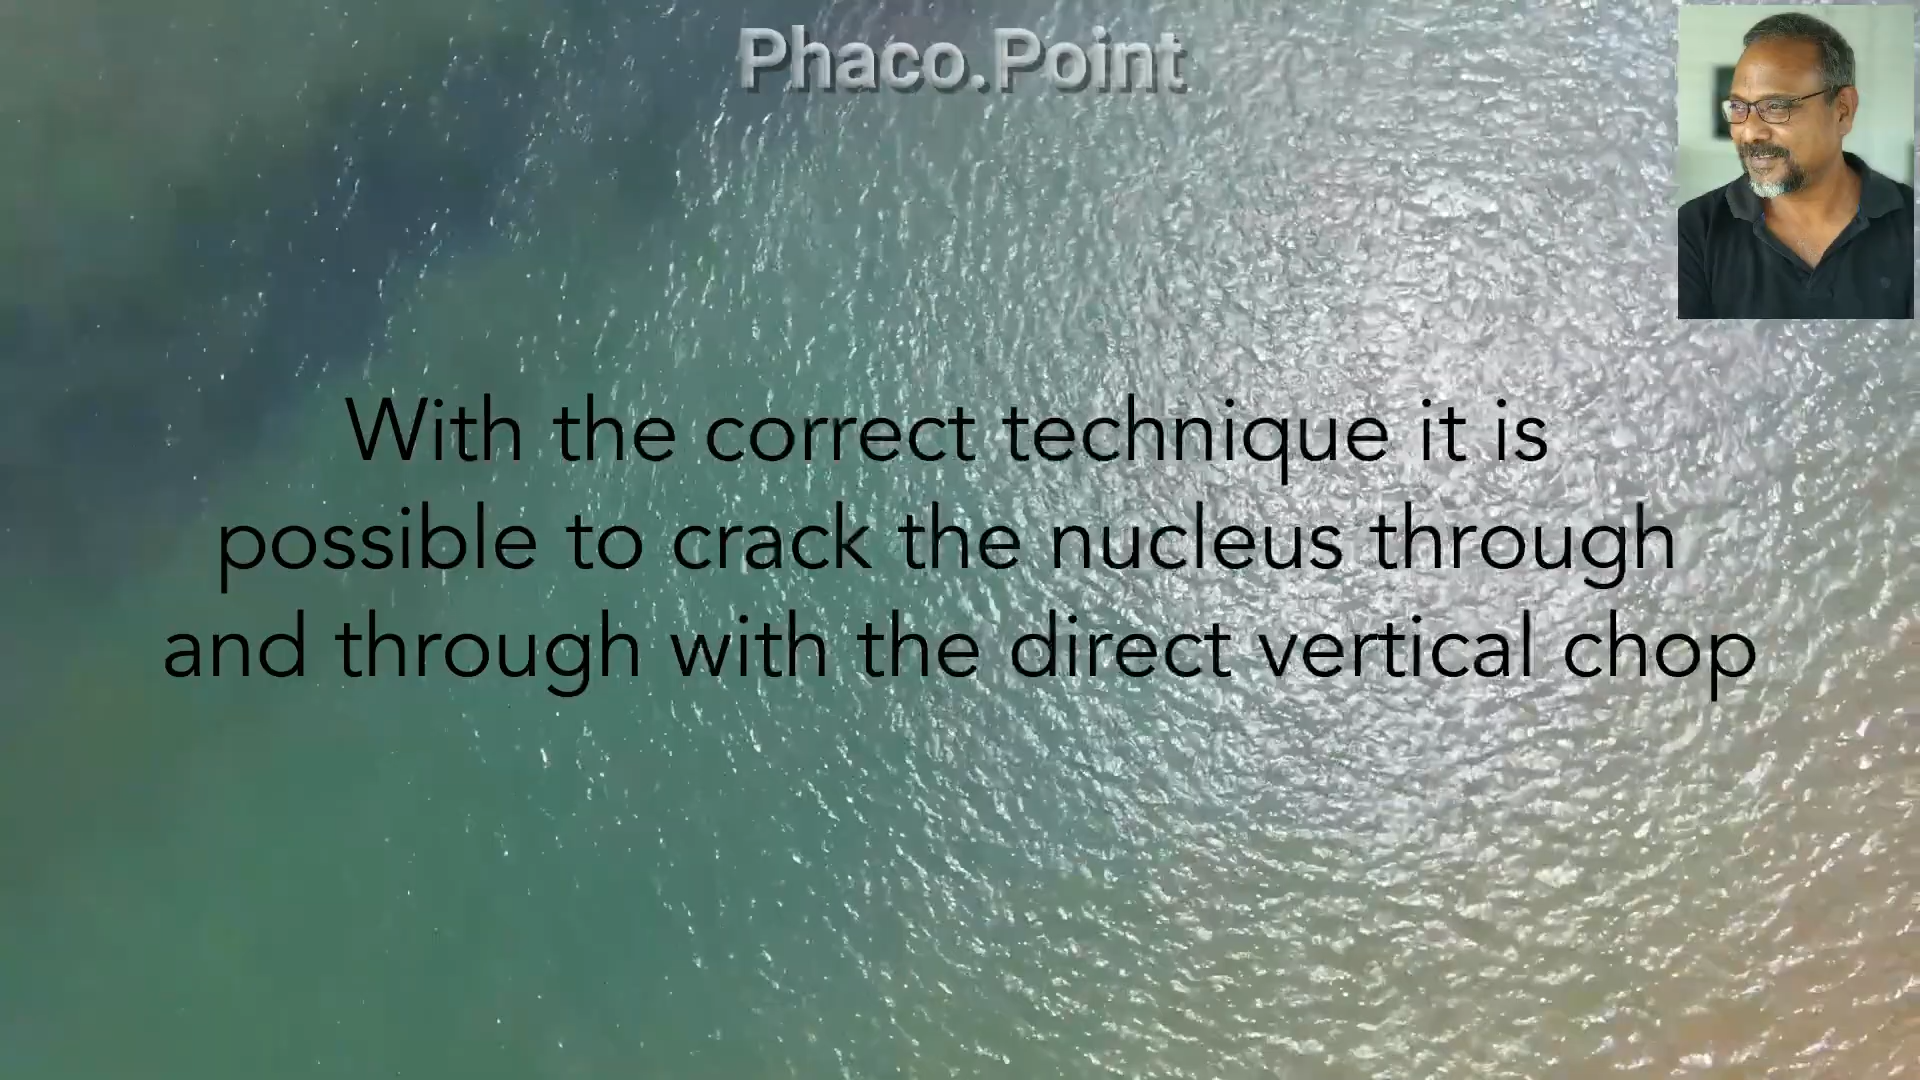 Phaco.Point
With the correct technique it is
possible to crack the nucleus through
and through with the direct vertical chop